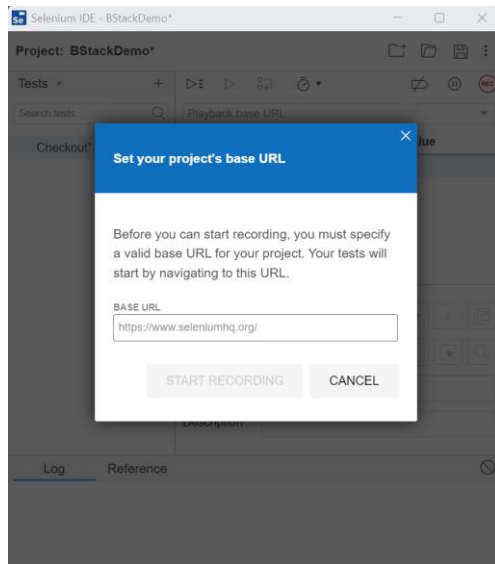 Selenium IDE - BStackDemo*
Project: BStackDemo*
Tests
Search tests...
Playback base URL
Checkout*
lue
Set your project's base URL
Before you can start recording, you must specify
a valid base URL for your project. Your tests will
start by navigating to this URL.
BASE URL
https://www.seleniumhq.org/
START RECORDING
CANCEL
Description
Log
Reference
REC